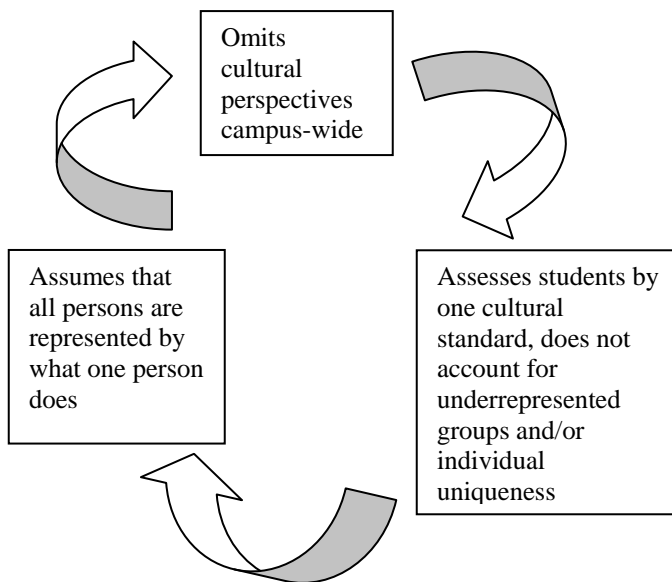 Omits
cultural
perspectives
campus-wide
Assesses students by
one cultural
standard, does not
account for
underrepresented
groups and/or
individual
uniqueness
Assumes that
all persons are
represented by
what one person
does